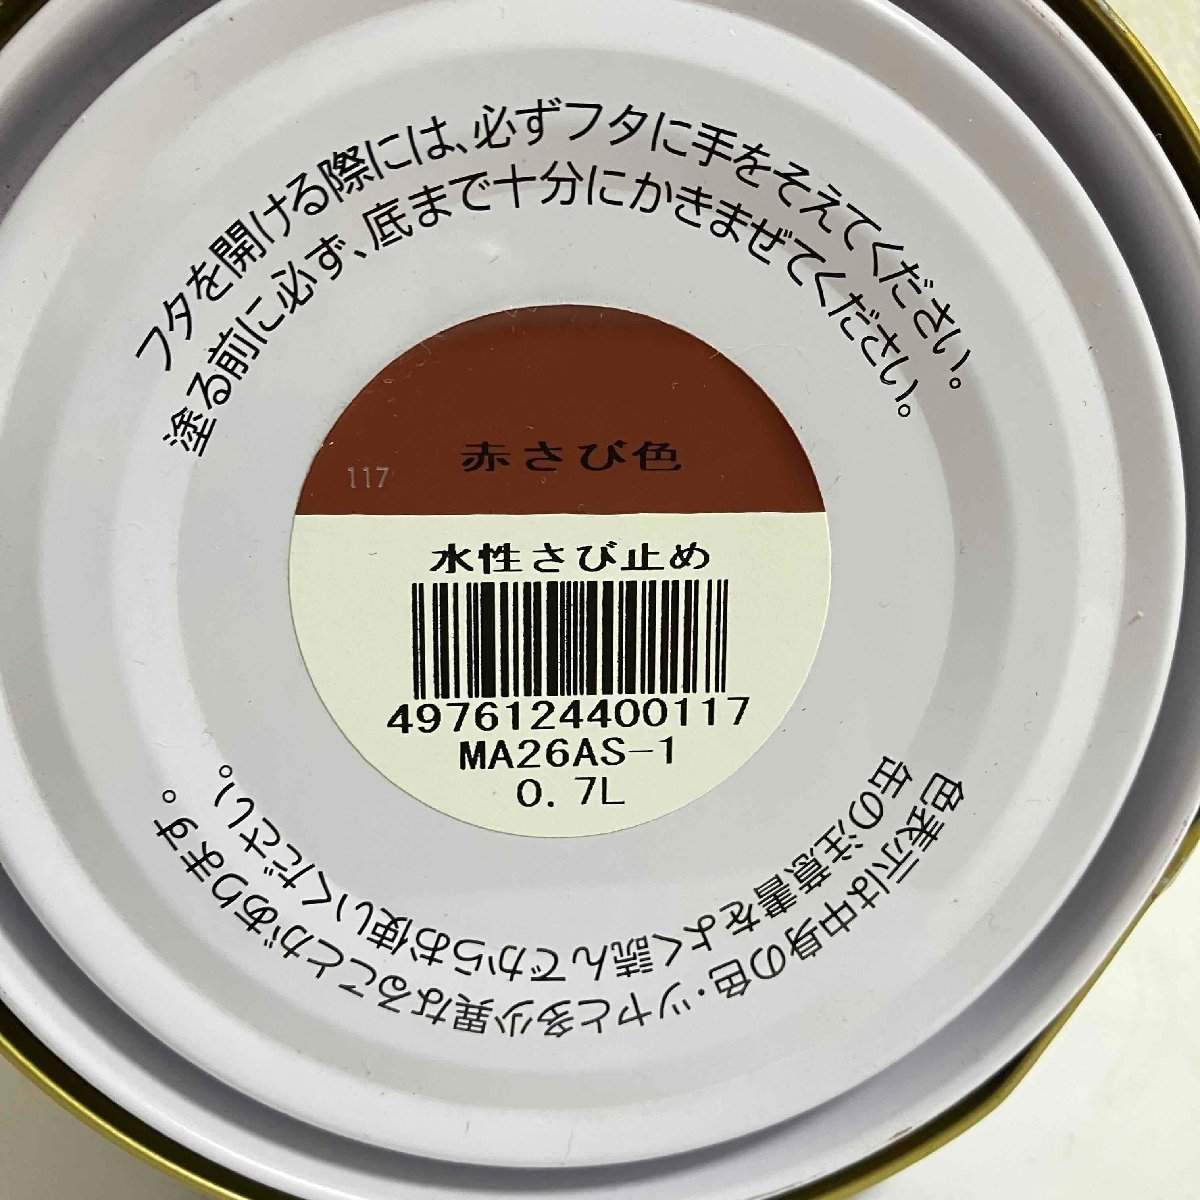 フタを開ける際には、必ずフタに手をそえてください。
塗る前に必ず、底まで十分にかきまぜてください。
赤さび色
117
水性さび止め
4976124400117
MA26AS-1
0.7L
缶の注意書をよく読んでからお使いください。
色表示は中身の色・ツヤと多少異なることがあります。